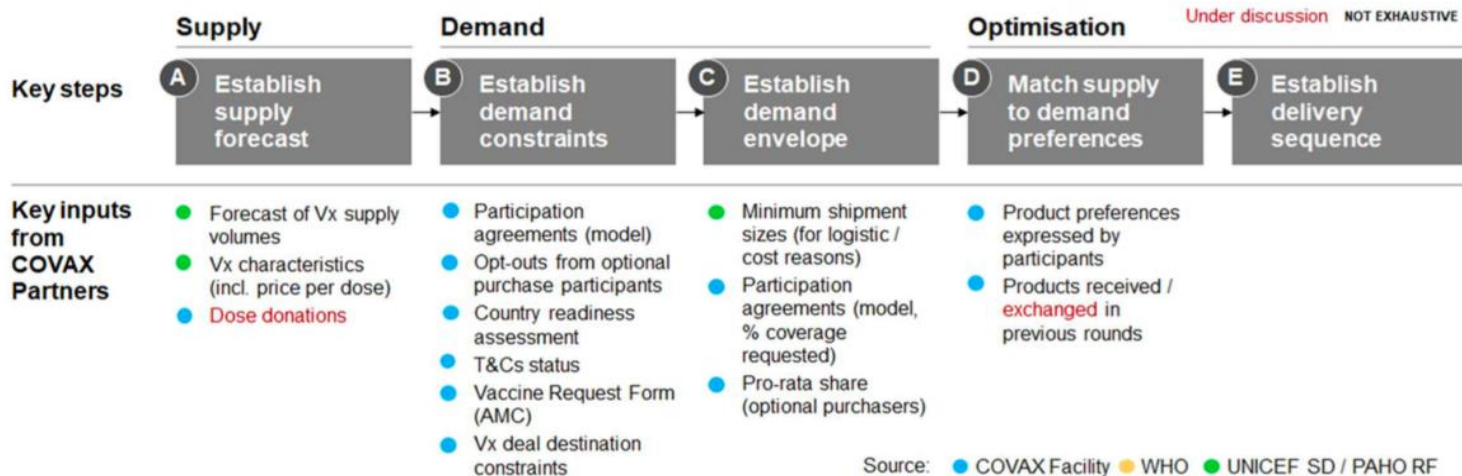 Under discussion NOT EXHAUSTIVE
Supply
Demand
Optimisation
Key steps
A
Establish
supply
forecast
B
Establish
demand
constraints
C
Establish
demand
envelope
D
Match supply
to demand
preferences
E
Establish
delivery
sequence
Key inputs
from
COVAX
Partners
Forecast of Vx supply
volumes
Vx characteristics
(incl. price per dose)
Dose donations
Participation
agreements (model)
Opt-outs from optional
purchase participants
Country readiness
assessment
T&Cs status
Vaccine Request Form
(AMC)
Vx deal destination
constraints
Minimum shipment
sizes (for logistic /
cost reasons)
Participation
agreements (model,
% coverage
requested)
Pro-rata share
(optional purchasers)
Product preferences
expressed by
participants
Products received /
exchanged in
previous rounds
Source: COVAX Facility WHO UNICEF SD / PAHO RF